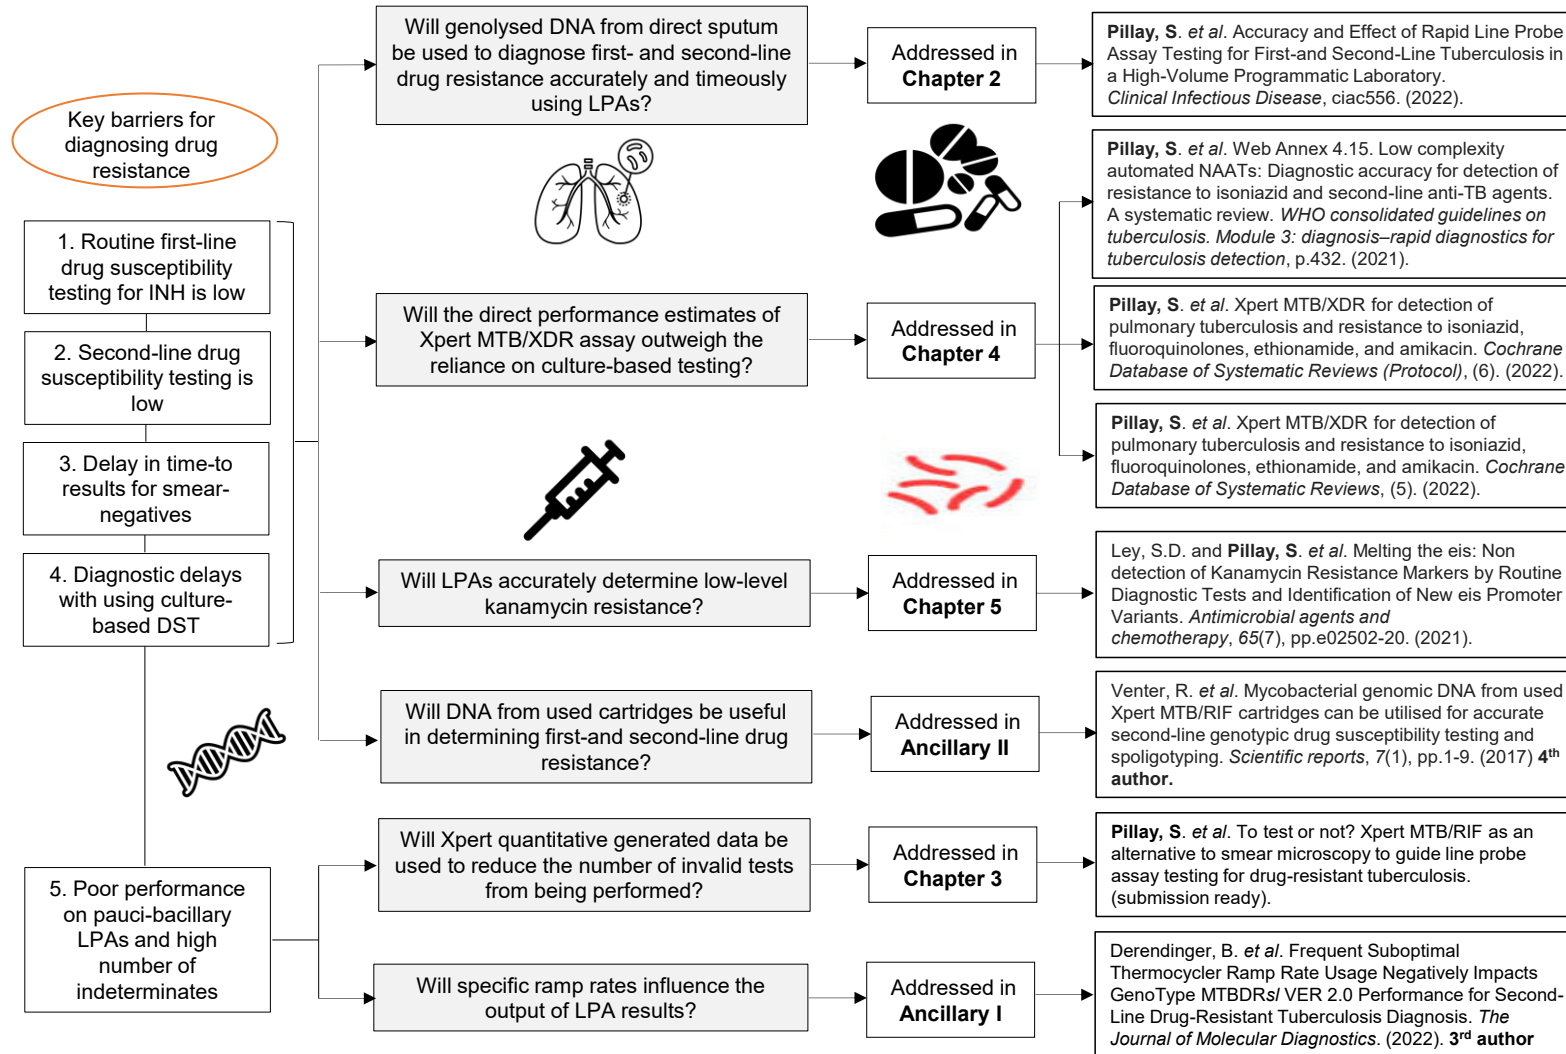 Key barriers for
diagnosing drug
resistance
1. Routine first-line
drug susceptibility
testing for INH is low
2. Second-line drug
susceptibility testing is
low
3. Delay in time-to
results for smear-
negatives
4. Diagnostic delays
with using culture-
based DST
5. Poor performance
on pauci-bacillary
LPAs and high
number of
indeterminates
Will genolysed DNA from direct sputum
be used to diagnose first- and second-line
drug resistance accurately and timeously
using LPAs?
Addressed in
Chapter 2
Pillay, S. et al. Accuracy and Effect of Rapid Line Probe
Assay Testing for First-and Second-Line Tuberculosis in
a High-Volume Programmatic Laboratory.
Clinical Infectious Disease, ciac556. (2022).
Will the direct performance estimates of
Xpert MTB/XDR assay outweigh the
reliance on culture-based testing?
Addressed in
Chapter 4
Pillay, S. et al. Web Annex 4.15. Low complexity
automated NAATs: Diagnostic accuracy for detection of
resistance to isoniazid and second-line anti-TB agents.
A systematic review. WHO consolidated guidelines on
tuberculosis. Module 3: diagnosis–rapid diagnostics for
tuberculosis detection, p.432. (2021).
Pillay, S. et al. Xpert MTB/XDR for detection of
pulmonary tuberculosis and resistance to isoniazid,
fluoroquinolones, ethionamide, and amikacin. Cochrane
Database of Systematic Reviews (Protocol), (6). (2022).
Pillay, S. et al. Xpert MTB/XDR for detection of
pulmonary tuberculosis and resistance to isoniazid,
fluoroquinolones, ethionamide, and amikacin. Cochrane
Database of Systematic Reviews, (5). (2022).
Will LPAs accurately determine low-level
kanamycin resistance?
Addressed in
Chapter 5
Ley, S.D. and Pillay, S. et al. Melting the eis: Non
detection of Kanamycin Resistance Markers by Routine
Diagnostic Tests and Identification of New eis Promoter
Variants. Antimicrobial agents and
chemotherapy, 65(7), pp.e02502-20. (2021).
Will DNA from used cartridges be useful
in determining first-and second-line drug
resistance?
Addressed in
Ancillary II
Venter, R. et al. Mycobacterial genomic DNA from used
Xpert MTB/RIF cartridges can be utilised for accurate
second-line genotypic drug susceptibility testing and
spoligotyping. Scientific reports, 7(1), pp.1-9. (2017) 4th
author.
Will Xpert quantitative generated data be
used to reduce the number of invalid tests
from being performed?
Addressed in
Chapter 3
Pillay, S. et al. To test or not? Xpert MTB/RIF as an
alternative to smear microscopy to guide line probe
assay testing for drug-resistant tuberculosis.
(submission ready).
Will specific ramp rates influence the
output of LPA results?
Addressed in
Ancillary I
Derendinger, B. et al. Frequent Suboptimal
Thermocycler Ramp Rate Usage Negatively Impacts
GenoType MTBDRsl VER 2.0 Performance for Second-
Line Drug-Resistant Tuberculosis Diagnosis. The
Journal of Molecular Diagnostics. (2022). 3rd author